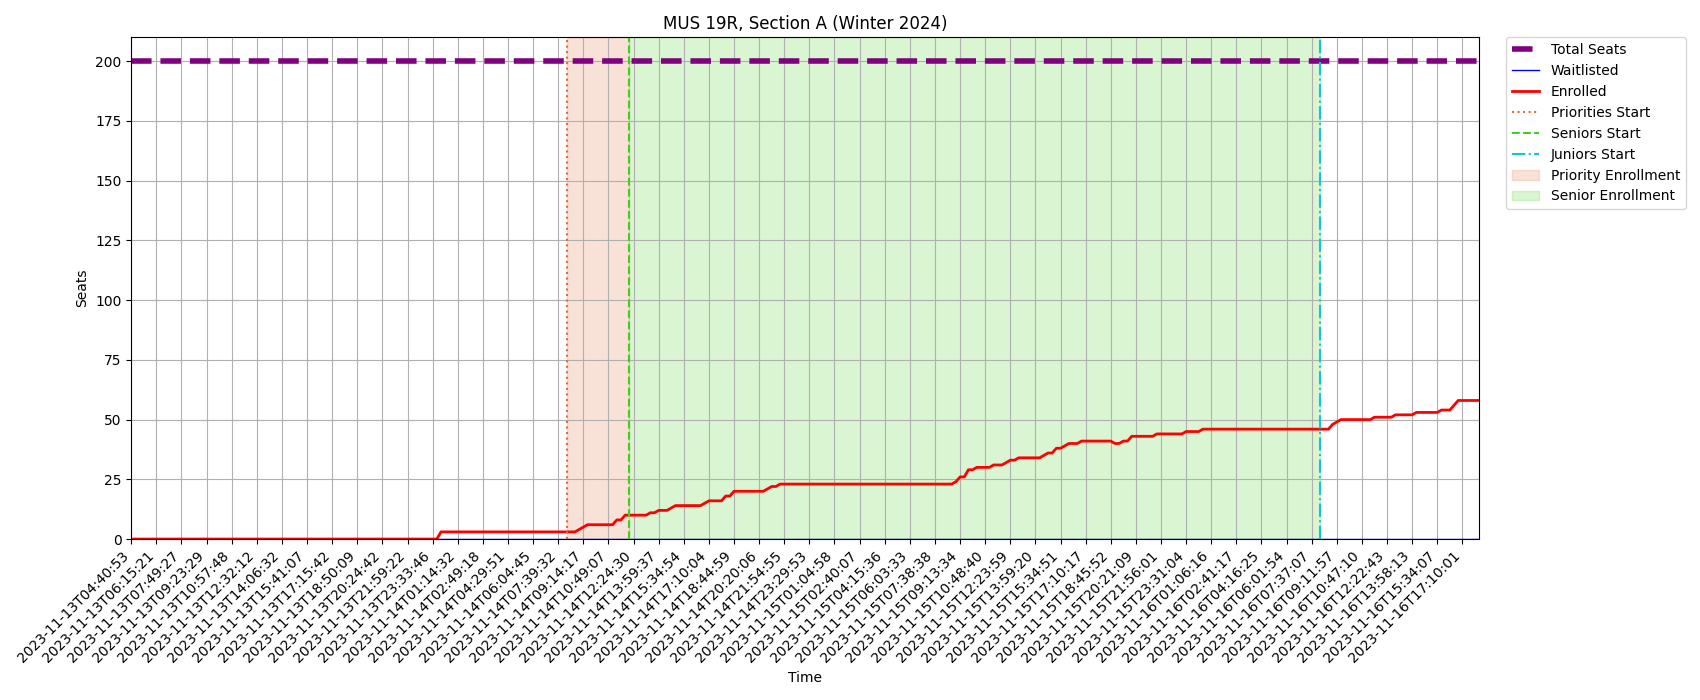 MUS 19R, Section A (Winter 2024)
Total Seats
Waitlisted
Enrolled
Priorities Start
Seniors Start
Juniors Start
Priority Enrollment
Senior Enrollment
Seats
200
175
150
125
100
75
50
25
0
2023-11-13T04:40:53
2023-11-13T06:15:21
2023-11-13T07:49:27
2023-11-13T09:23:29
2023-11-13T10:57:48
2023-11-13T12:32:12
2023-11-13T14:06:32
2023-11-13T15:41:07
2023-11-13T17:15:42
2023-11-13T18:50:09
2023-11-13T20:24:42
2023-11-13T21:59:22
2023-11-13T23:33:46
2023-11-14T01:14:32
2023-11-14T02:49:18
2023-11-14T04:29:51
2023-11-14T06:04:45
2023-11-14T07:39:32
2023-11-14T09:14:17
2023-11-14T10:49:07
2023-11-14T12:24:30
2023-11-14T13:59:37
2023-11-14T15:34:54
2023-11-14T17:10:04
2023-11-14T18:44:59
2023-11-14T20:20:06
2023-11-14T21:54:55
2023-11-14T23:29:53
2023-11-15T01:04:58
2023-11-15T02:40:07
2023-11-15T04:15:36
2023-11-15T06:03:33
2023-11-15T07:38:38
2023-11-15T09:13:34
2023-11-15T10:48:40
2023-11-15T12:23:59
2023-11-15T13:59:20
2023-11-15T15:34:51
2023-11-15T17:10:17
2023-11-15T18:45:52
2023-11-15T20:21:09
2023-11-15T21:56:01
2023-11-15T23:31:04
2023-11-16T01:06:16
2023-11-16T02:41:17
2023-11-16T04:16:25
2023-11-16T06:01:54
2023-11-16T07:37:07
2023-11-16T09:11:57
2023-11-16T10:47:10
2023-11-16T12:22:43
2023-11-16T13:58:13
2023-11-16T15:34:07
2023-11-16T17:10:01
Time